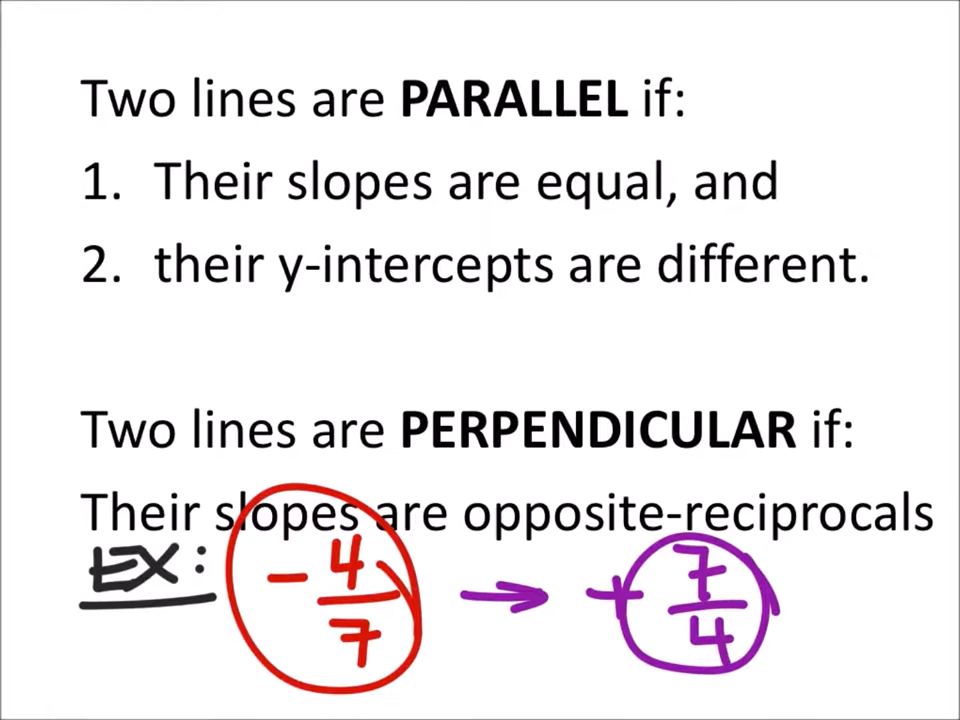 Two lines are PARALLEL if:
1. Their slopes are equal, and
2. their y-intercepts are different.
Two lines are PERPENDICULAR if:
Their slopes are opposite-reciprocals
EX: - 4/7 → + 7/4